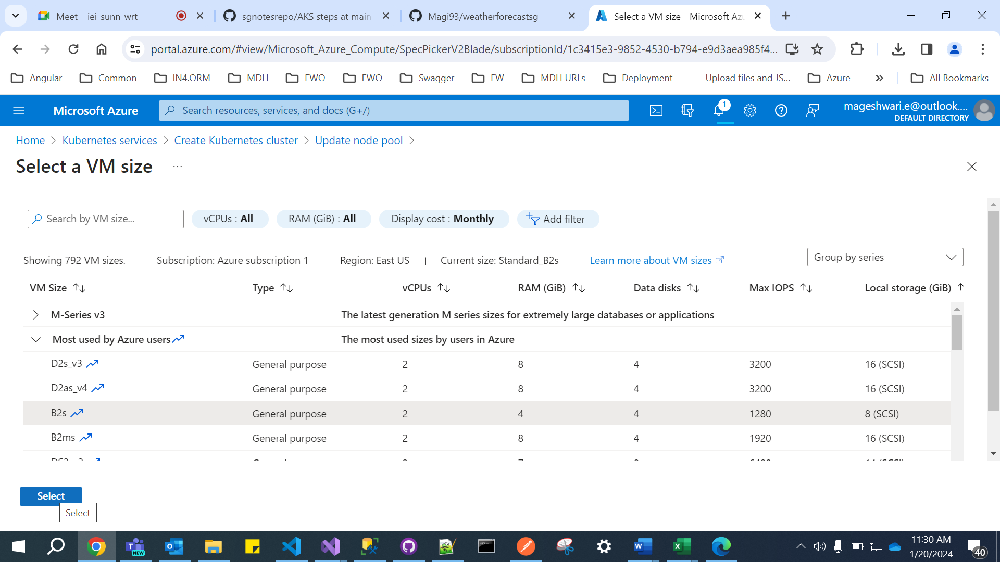 Meet – iei-sunn-wrt
sgnotesrepo/AKS steps at main
Magi93/weatherforecastsg
Select a VM size - Microsoft Azu
portal.azure.com/#view/Microsoft_Azure_Compute/SpecPickerV2Blade/subscriptionId/1c3415e3-9852-4530-b794-e9d3aea985f4...
Angular
Common
IN4.ORM
MDH
EWO
EWO
Swagger
FW
MDH URLs
Deployment
Upload files and JS...
Azure
All Bookmarks
Microsoft Azure
Search resources, services, and docs (G+/)
1
mageshwari.e@outlook....
DEFAULT DIRECTORY
Home > Kubernetes services > Create Kubernetes cluster > Update node pool >
Select a VM size ...
Search by VM size...
vCPUs : All
RAM (GiB) : All
Display cost : Monthly
Add filter
Showing 792 VM sizes. | Subscription: Azure subscription 1 | Region: East US | Current size: Standard_B2s | Learn more about VM sizes
Group by series
VM Size Type vCPUs RAM (GiB) Data disks Max IOPS Local storage (GiB)
M-Series v3 The latest generation M series sizes for extremely large databases or applications
Most used by Azure users The most used sizes by users in Azure
D2s_v3 General purpose 2 8 4 3200 16 (SCSI)
D2as_v4 General purpose 2 8 4 3200 16 (SCSI)
B2s General purpose 2 4 4 1280 8 (SCSI)
B2ms General purpose 2 8 4 1920 16 (SCSI)
Select
Select
NEW
11:30 AM
1/20/2024
40